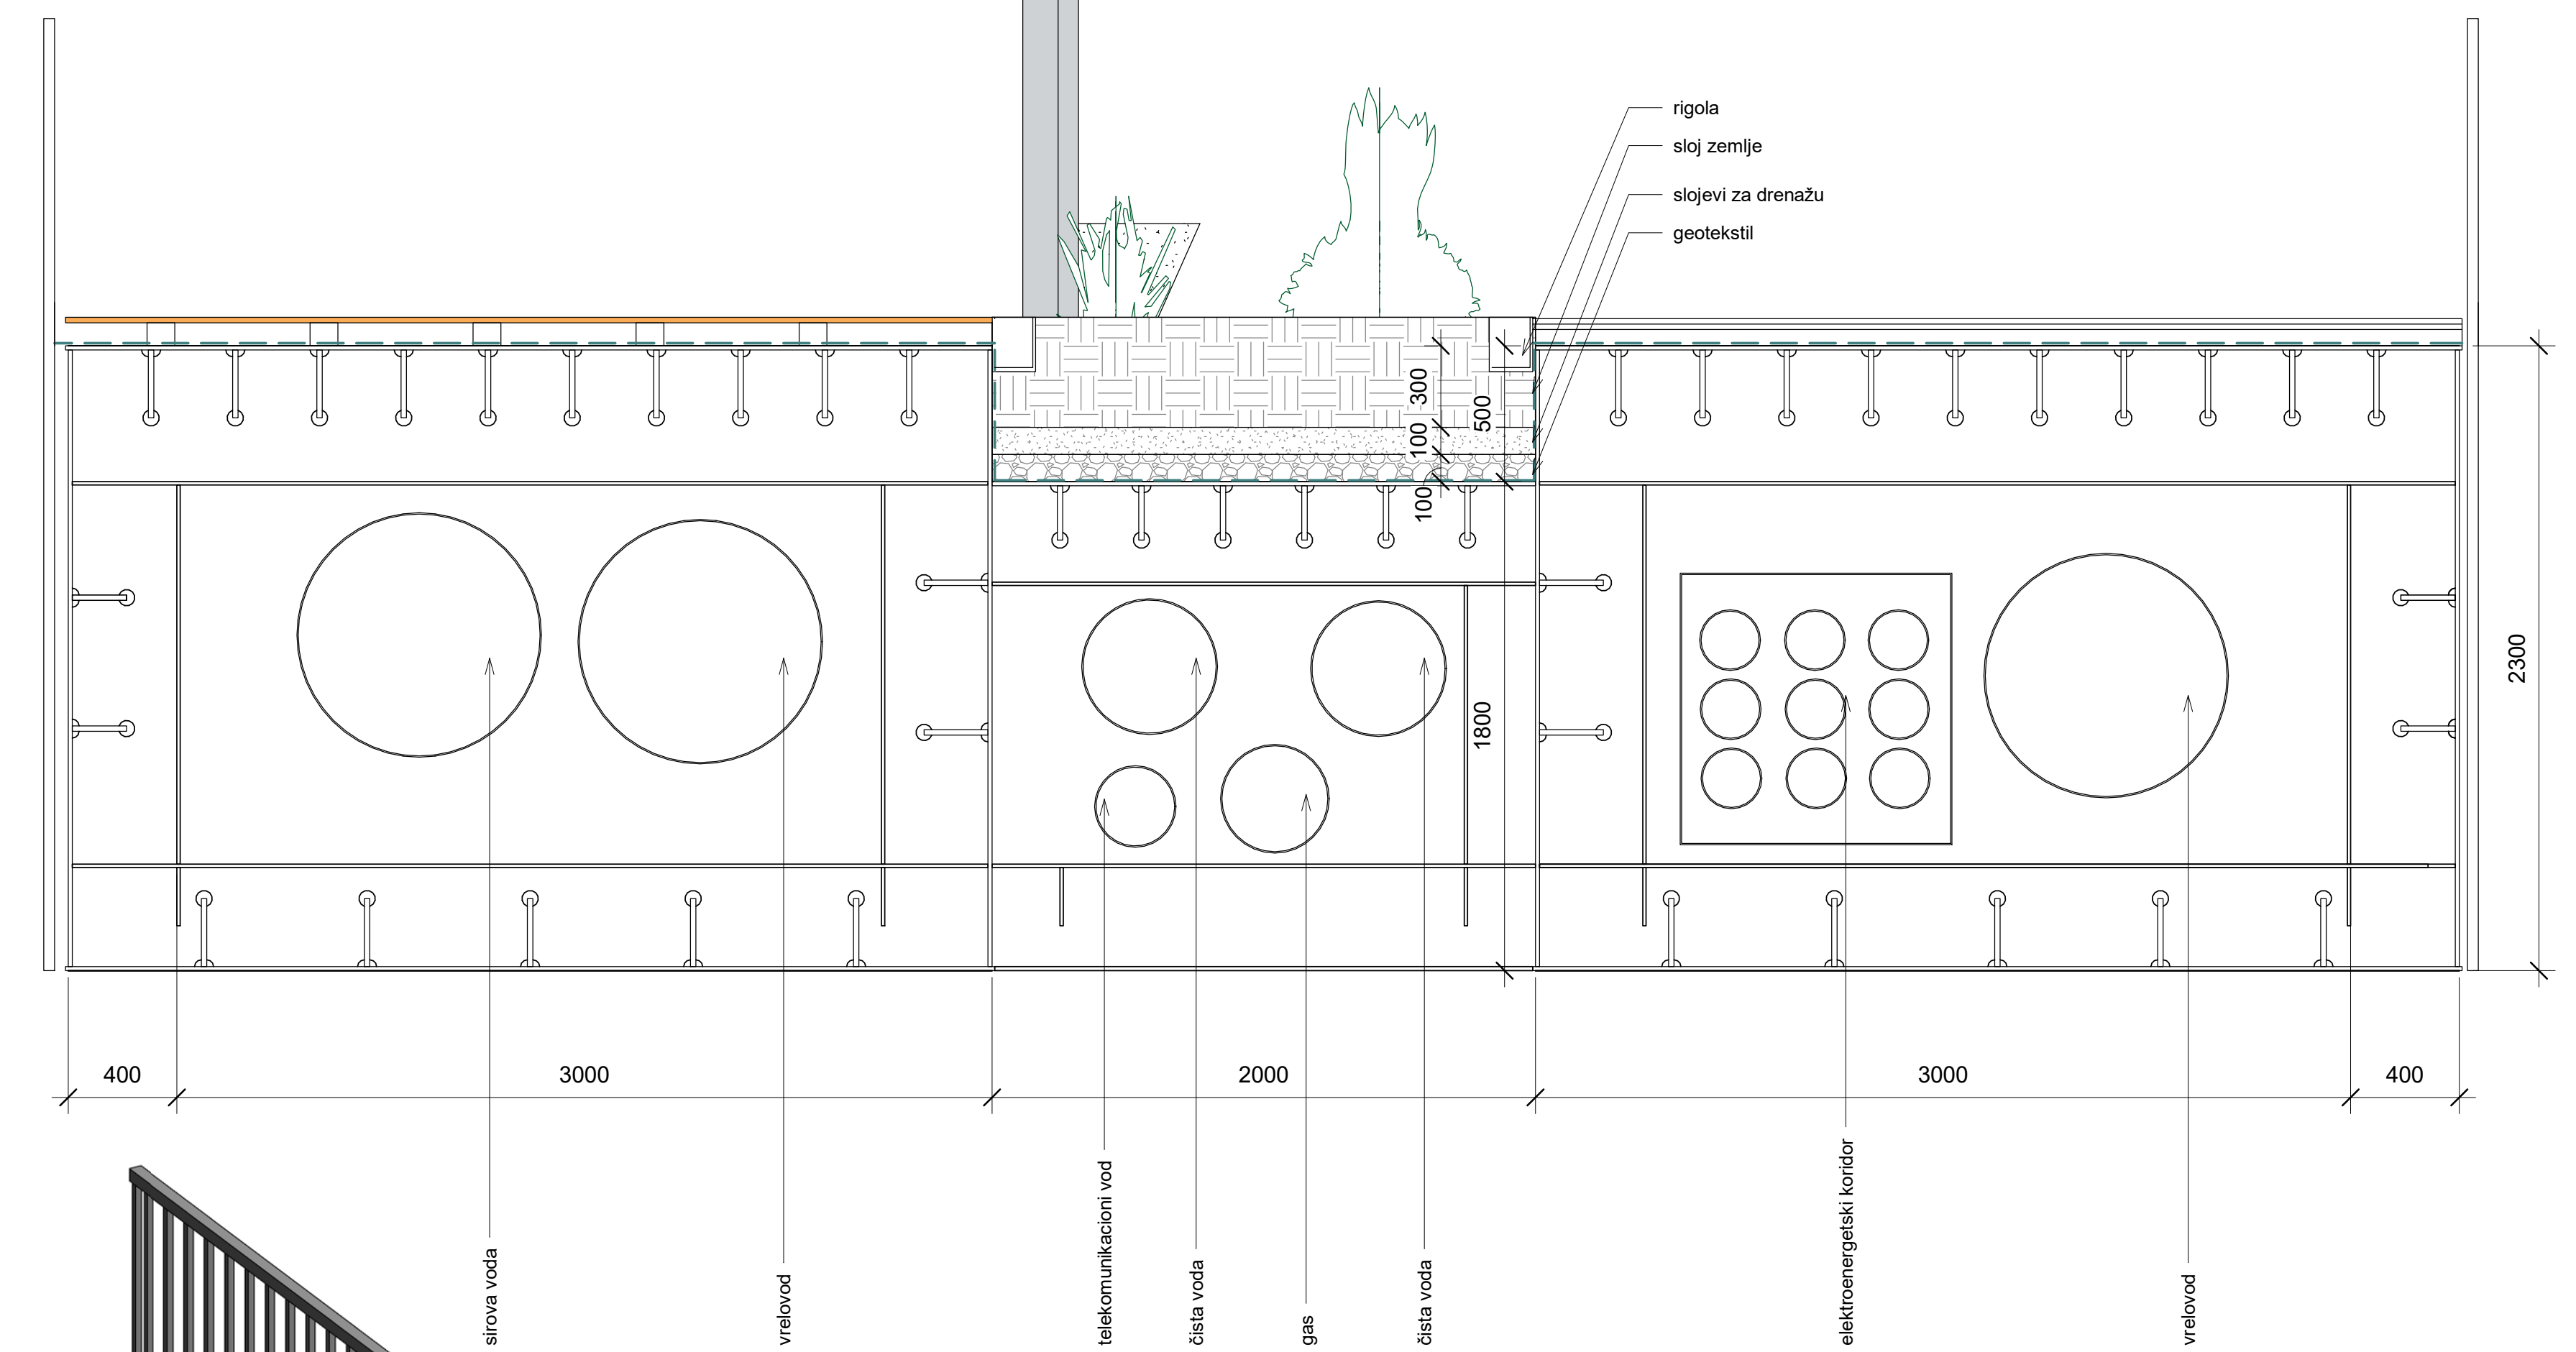 rigola
sloj zemlje
slojevi za drenažu
geotekstil
300
500
100
100
1800
2300
400
3000
2000
3000
400
sirova voda
vrelovod
telekomunikacioni vod
čista voda
gas
čista voda
elektroenergetski koridor
vrelovod